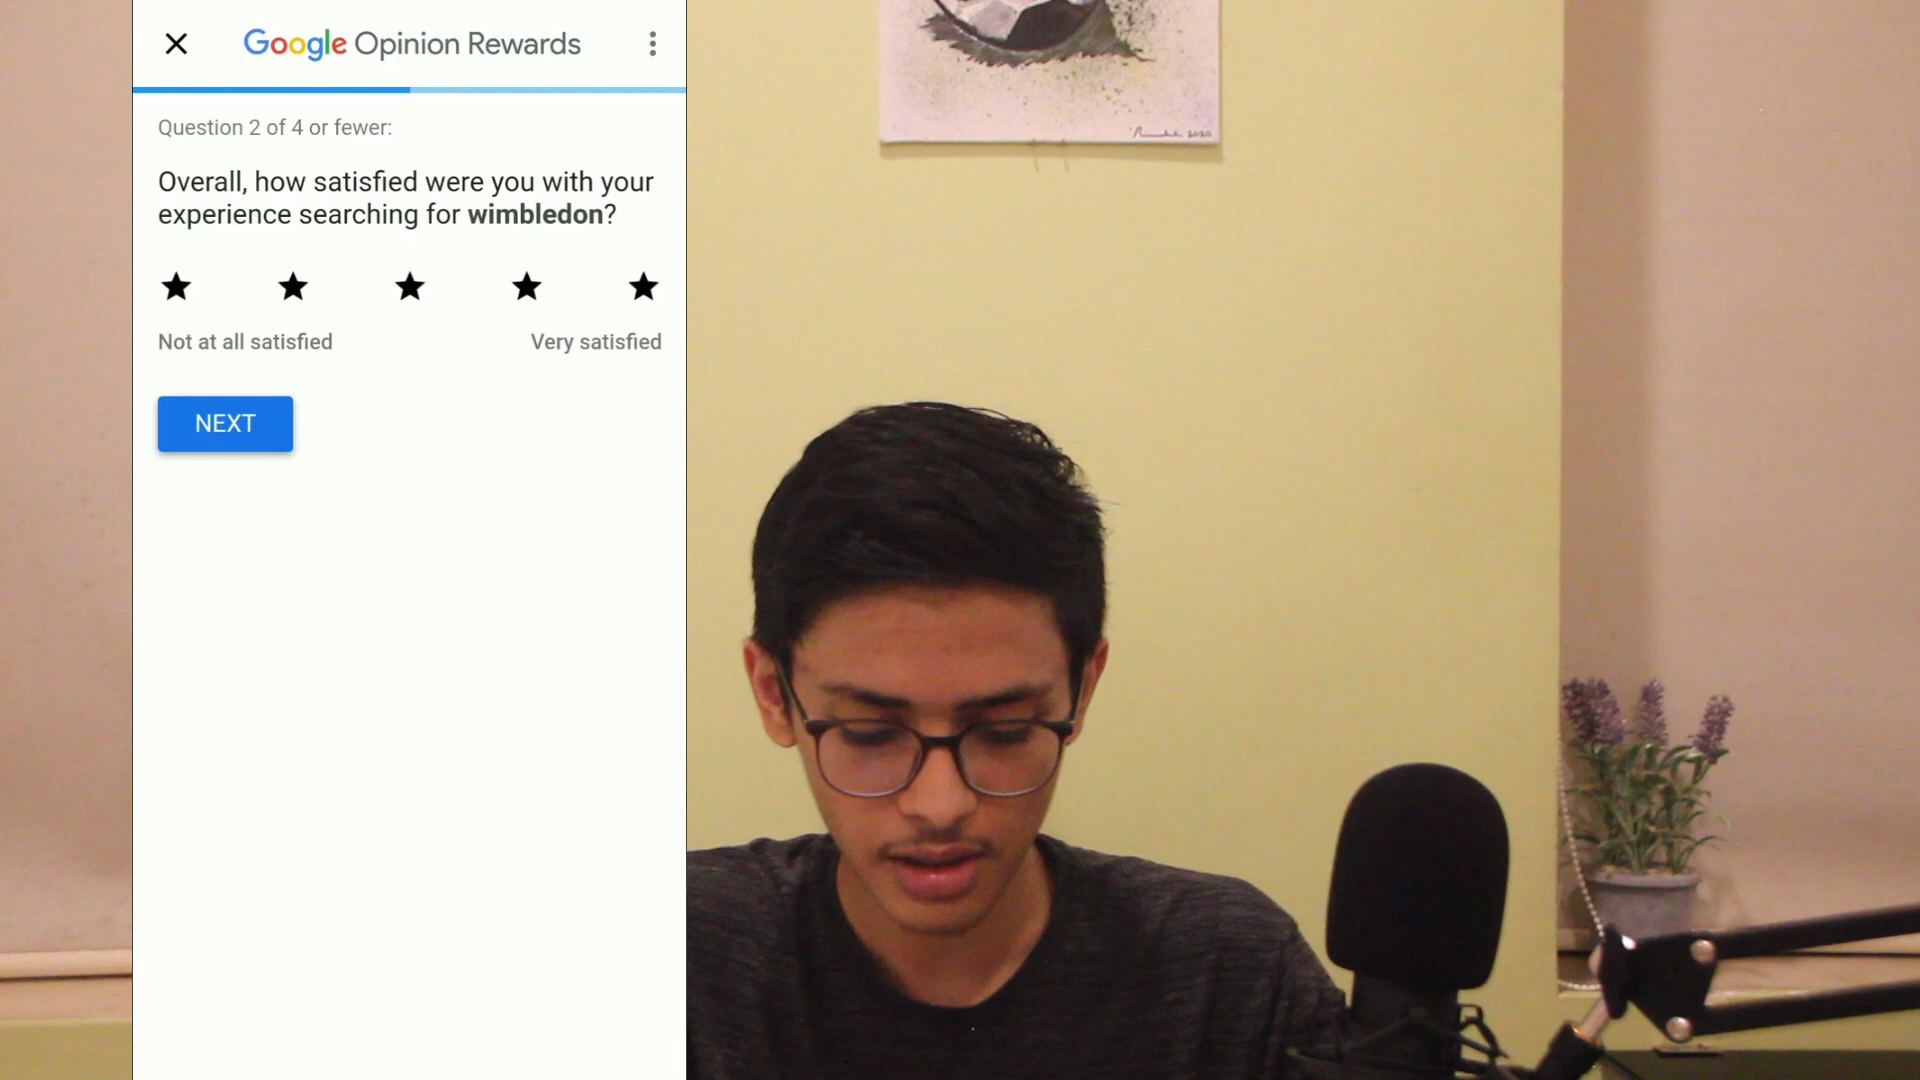 Google Opinion Rewards
Question 2 of 4 or fewer:
Overall, how satisfied were you with your
experience searching for wimbledon?
Not at all satisfied
Very satisfied
NEXT
2020